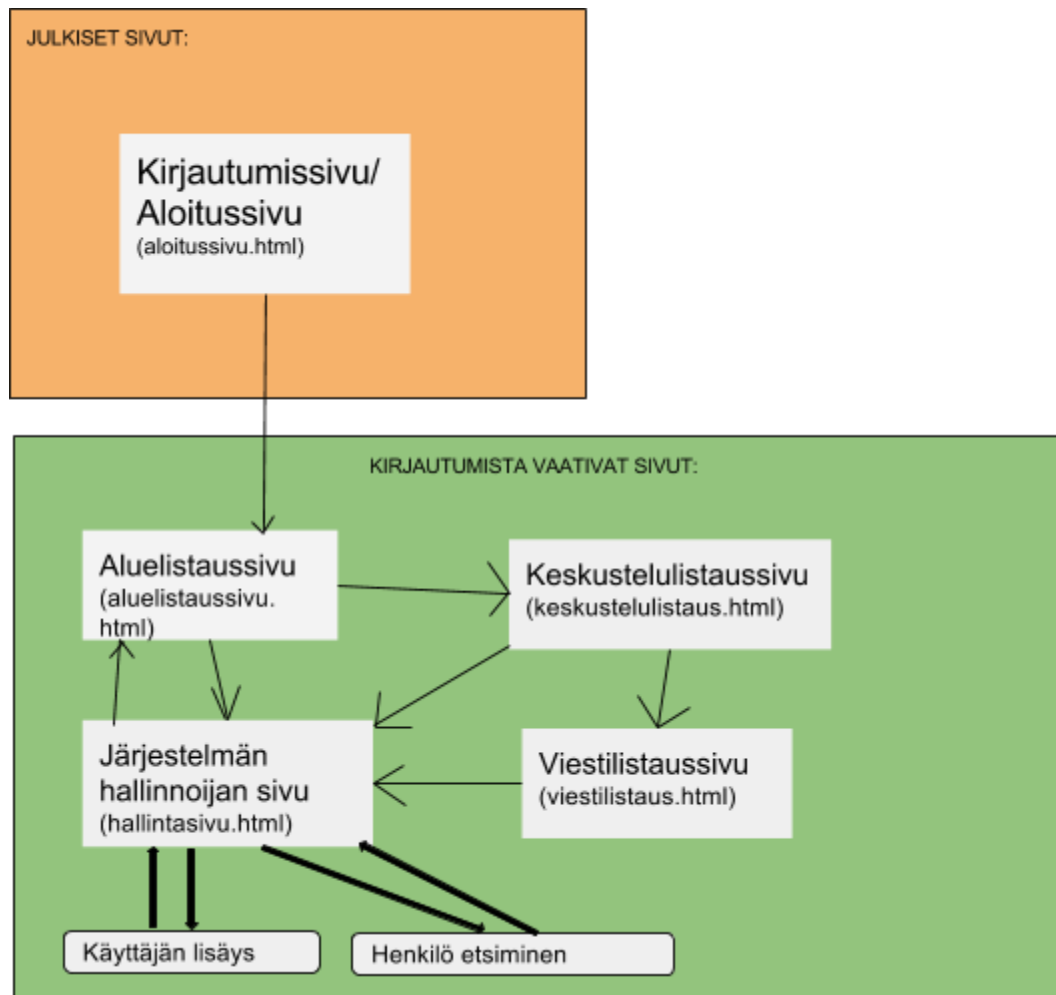 JULKISET SIVUT:
Kirjautumissivu/
Aloitussivu
(aloitussivu.html)
KIRJAUTUMISTA VAATIVAT SIVUT:
Aluelistaussivu
(aluelistaussivu.
html)
Keskustelulistaussivu
(keskustelulistaus.html)
Järjestelmän
hallinnoijan sivu
(hallintasivu.html)
Viestilistaussivu
(viestilistaus.html)
Käyttäjän lisäys
Henkilö etsiminen